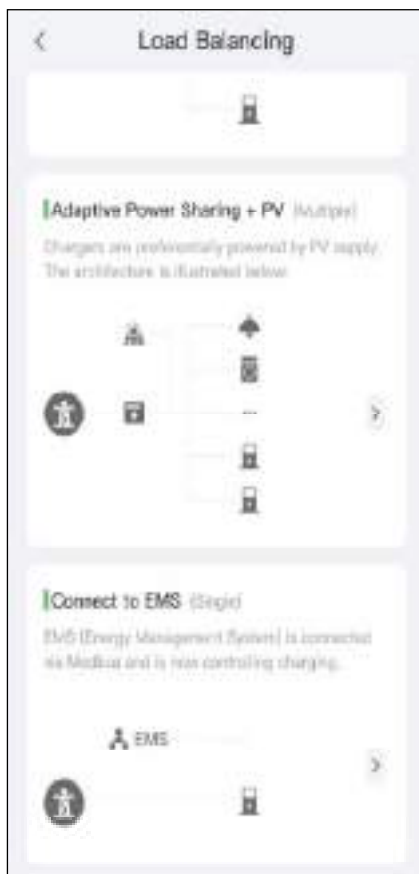 Load Balancing
Adaptive Power Sharing + PV (Multiple)
Chargers are preferentially powered by PV supply.
The architecture is illustrated below.
...
Connect to EMS (Single)
EMS (Energy Management System) is connected
via Modbus and is now controlling charging.
EMS